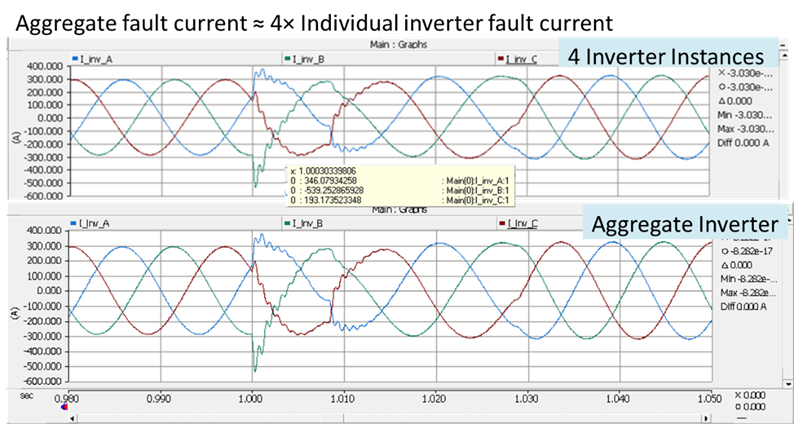 Aggregate fault current ≈ 4× Individual inverter fault current
Main : Graphs
I_inv_A I_inv_B I_inv_C
4 Inverter Instances
400.000
300.000
200.000
100.000
0.000
-100.000
-200.000
-300.000
-400.000
-500.000
-600.000
(A)
× -3.030e-...
○ -3.030e-...
Δ 0.000
Min -3.030...
Max -3.030...
Diff 0.000 A
x: 1.00030339806
0 : 346.07934258 : Main(0):I_inv_A:1
0 : -539.252865928 : Main(0):I_inv_B:1
0 : 193.173523348 : Main(0):I_inv_C:1
Main : Graphs
I_Inv_A I_Inv_B I_Inv_C
Aggregate Inverter
400.000
300.000
200.000
100.000
0.000
-100.000
-200.000
-300.000
-400.000
-500.000
-600.000
(A)
○ -8.282e-17
Δ 0.000
Min -8.282e-...
Max -8.282e...
Diff 0.000 A
sec 0.980 0.990 1.000 1.010 1.020 1.030 1.040 1.050
× 0.000
0.000